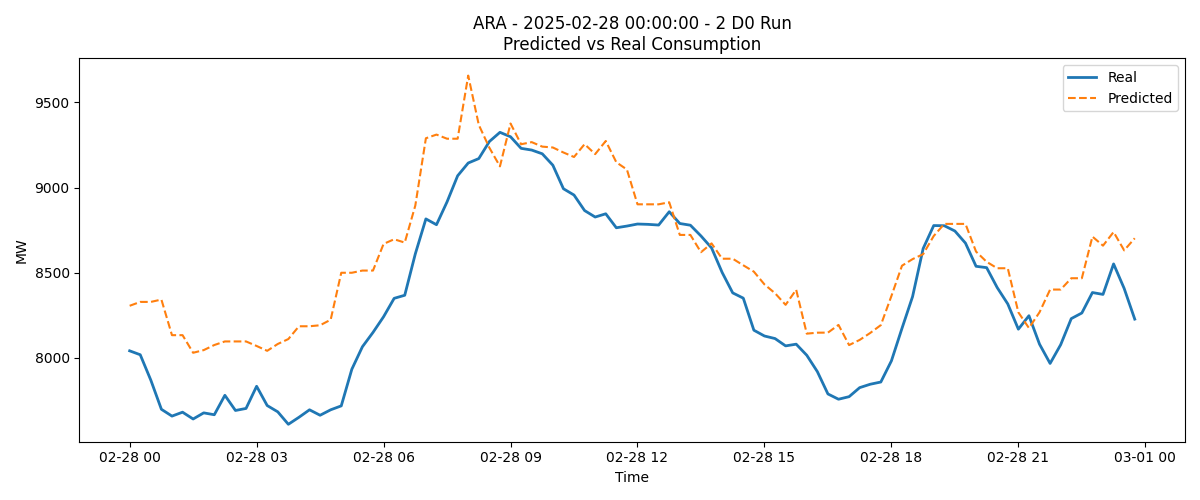 ARA - 2025-02-28 00:00:00 - 2 D0 Run
Predicted vs Real Consumption
Real
Predicted
MW
9500
9000
8500
8000
02-28 00
02-28 03
02-28 06
02-28 09
02-28 12
02-28 15
02-28 18
02-28 21
03-01 00
Time